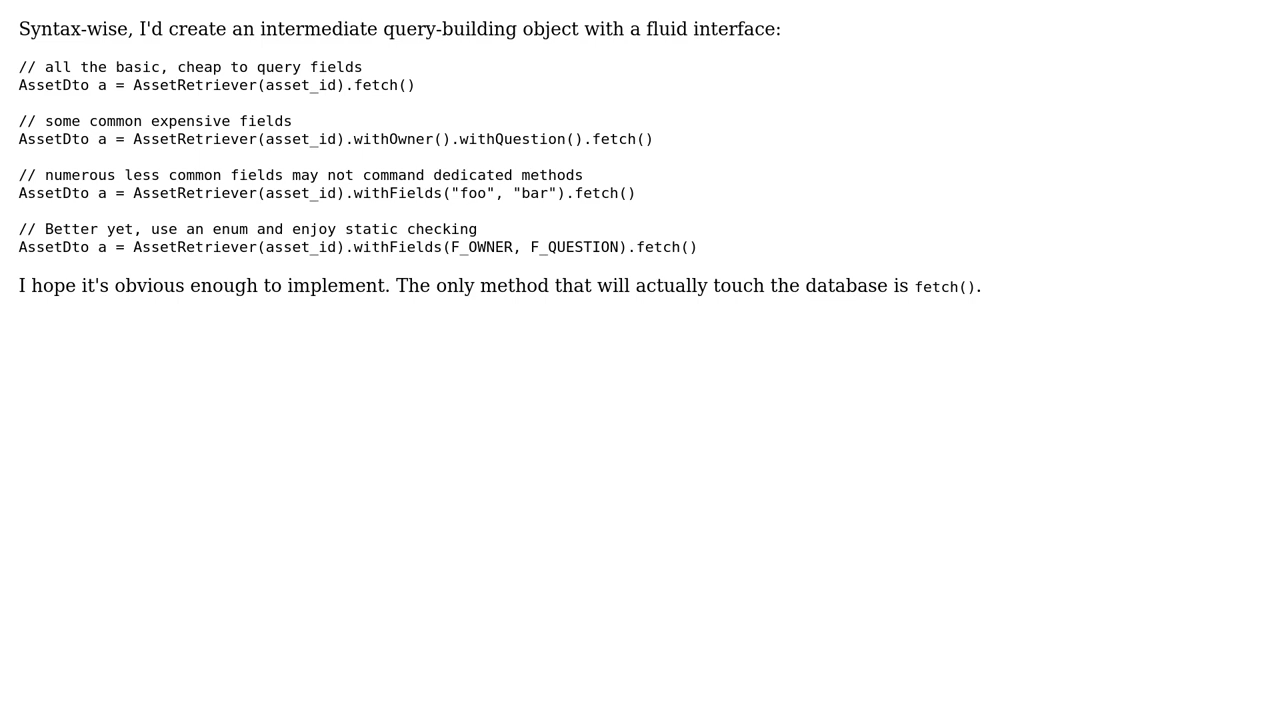 Syntax-wise, I'd create an intermediate query-building object with a fluid interface:
// all the basic, cheap to query fields
AssetDto a = AssetRetriever(asset_id).fetch()
// some common expensive fields
AssetDto a = AssetRetriever(asset_id).withOwner().withQuestion().fetch()
// numerous less common fields may not command dedicated methods
AssetDto a = AssetRetriever(asset_id).withFields("foo", "bar").fetch()
// Better yet, use an enum and enjoy static checking
AssetDto a = AssetRetriever(asset_id).withFields(F_OWNER, F_QUESTION).fetch()
I hope it's obvious enough to implement. The only method that will actually touch the database is fetch().